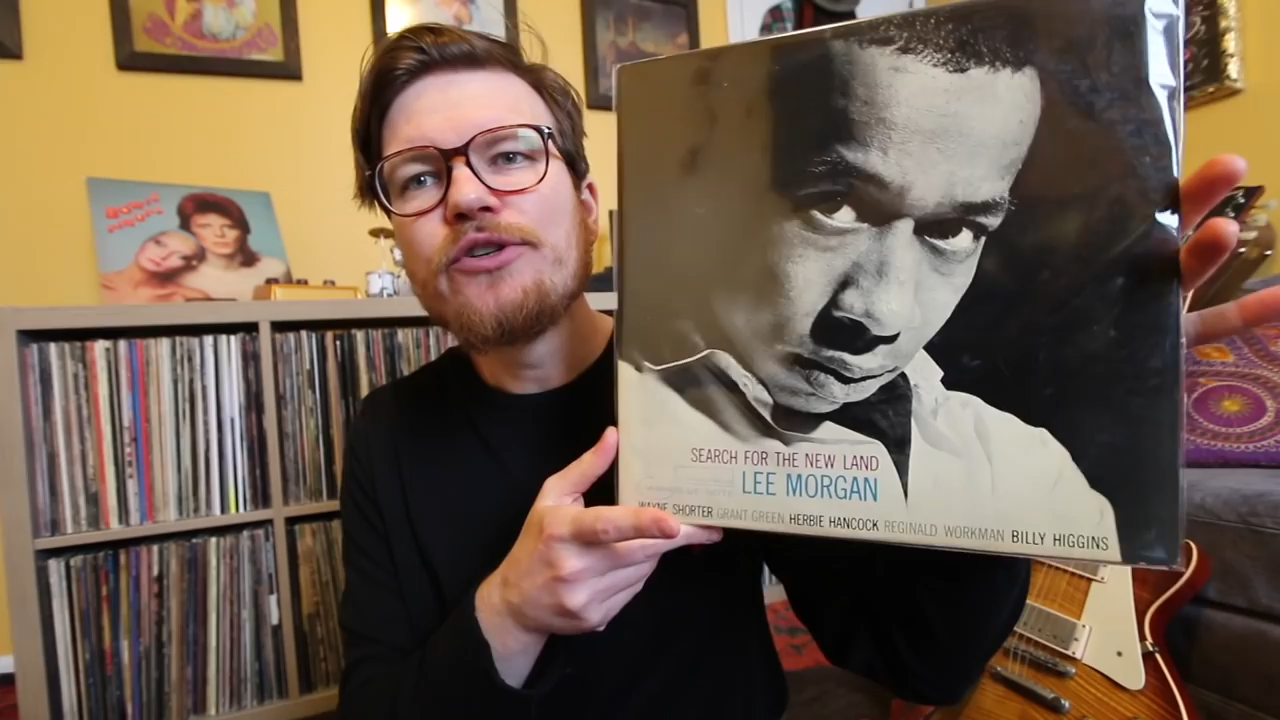 SEARCH FOR THE NEW LAND
LEE MORGAN
WAYNE SHORTER GRANT GREEN HERBIE HANCOCK REGINALD WORKMAN BILLY HIGGINS